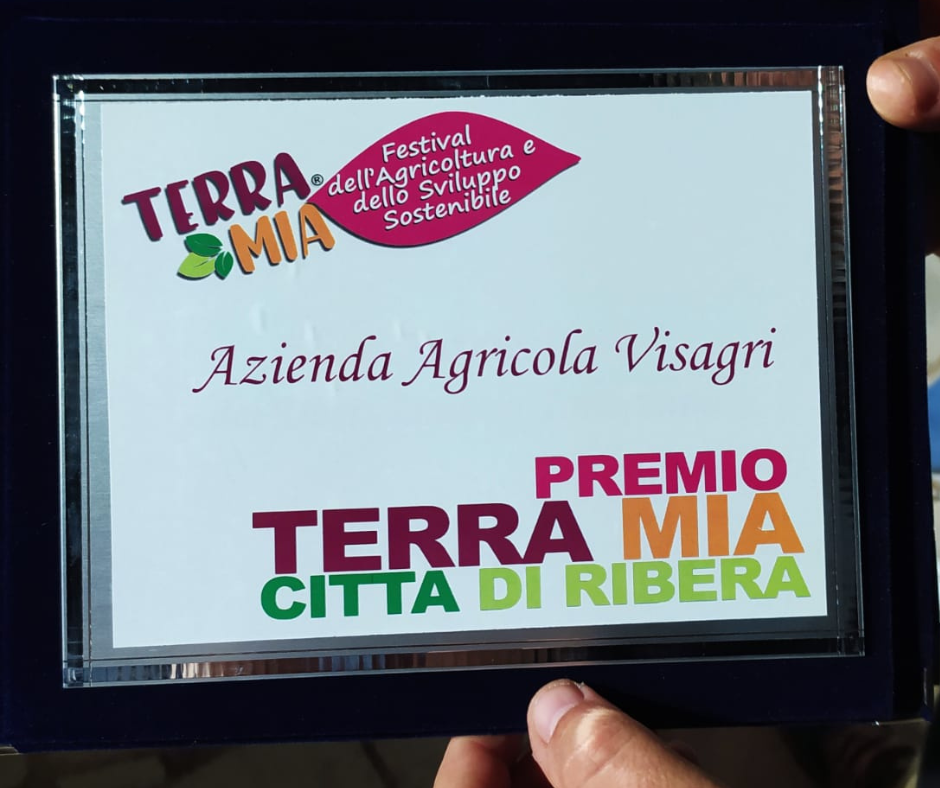 TERRA®
MIA
Festival
dell'Agricoltura e
dello Sviluppo
Sostenibile
Azienda Agricola Visagri
PREMIO
TERRA MIA
CITTA DI RIBERA